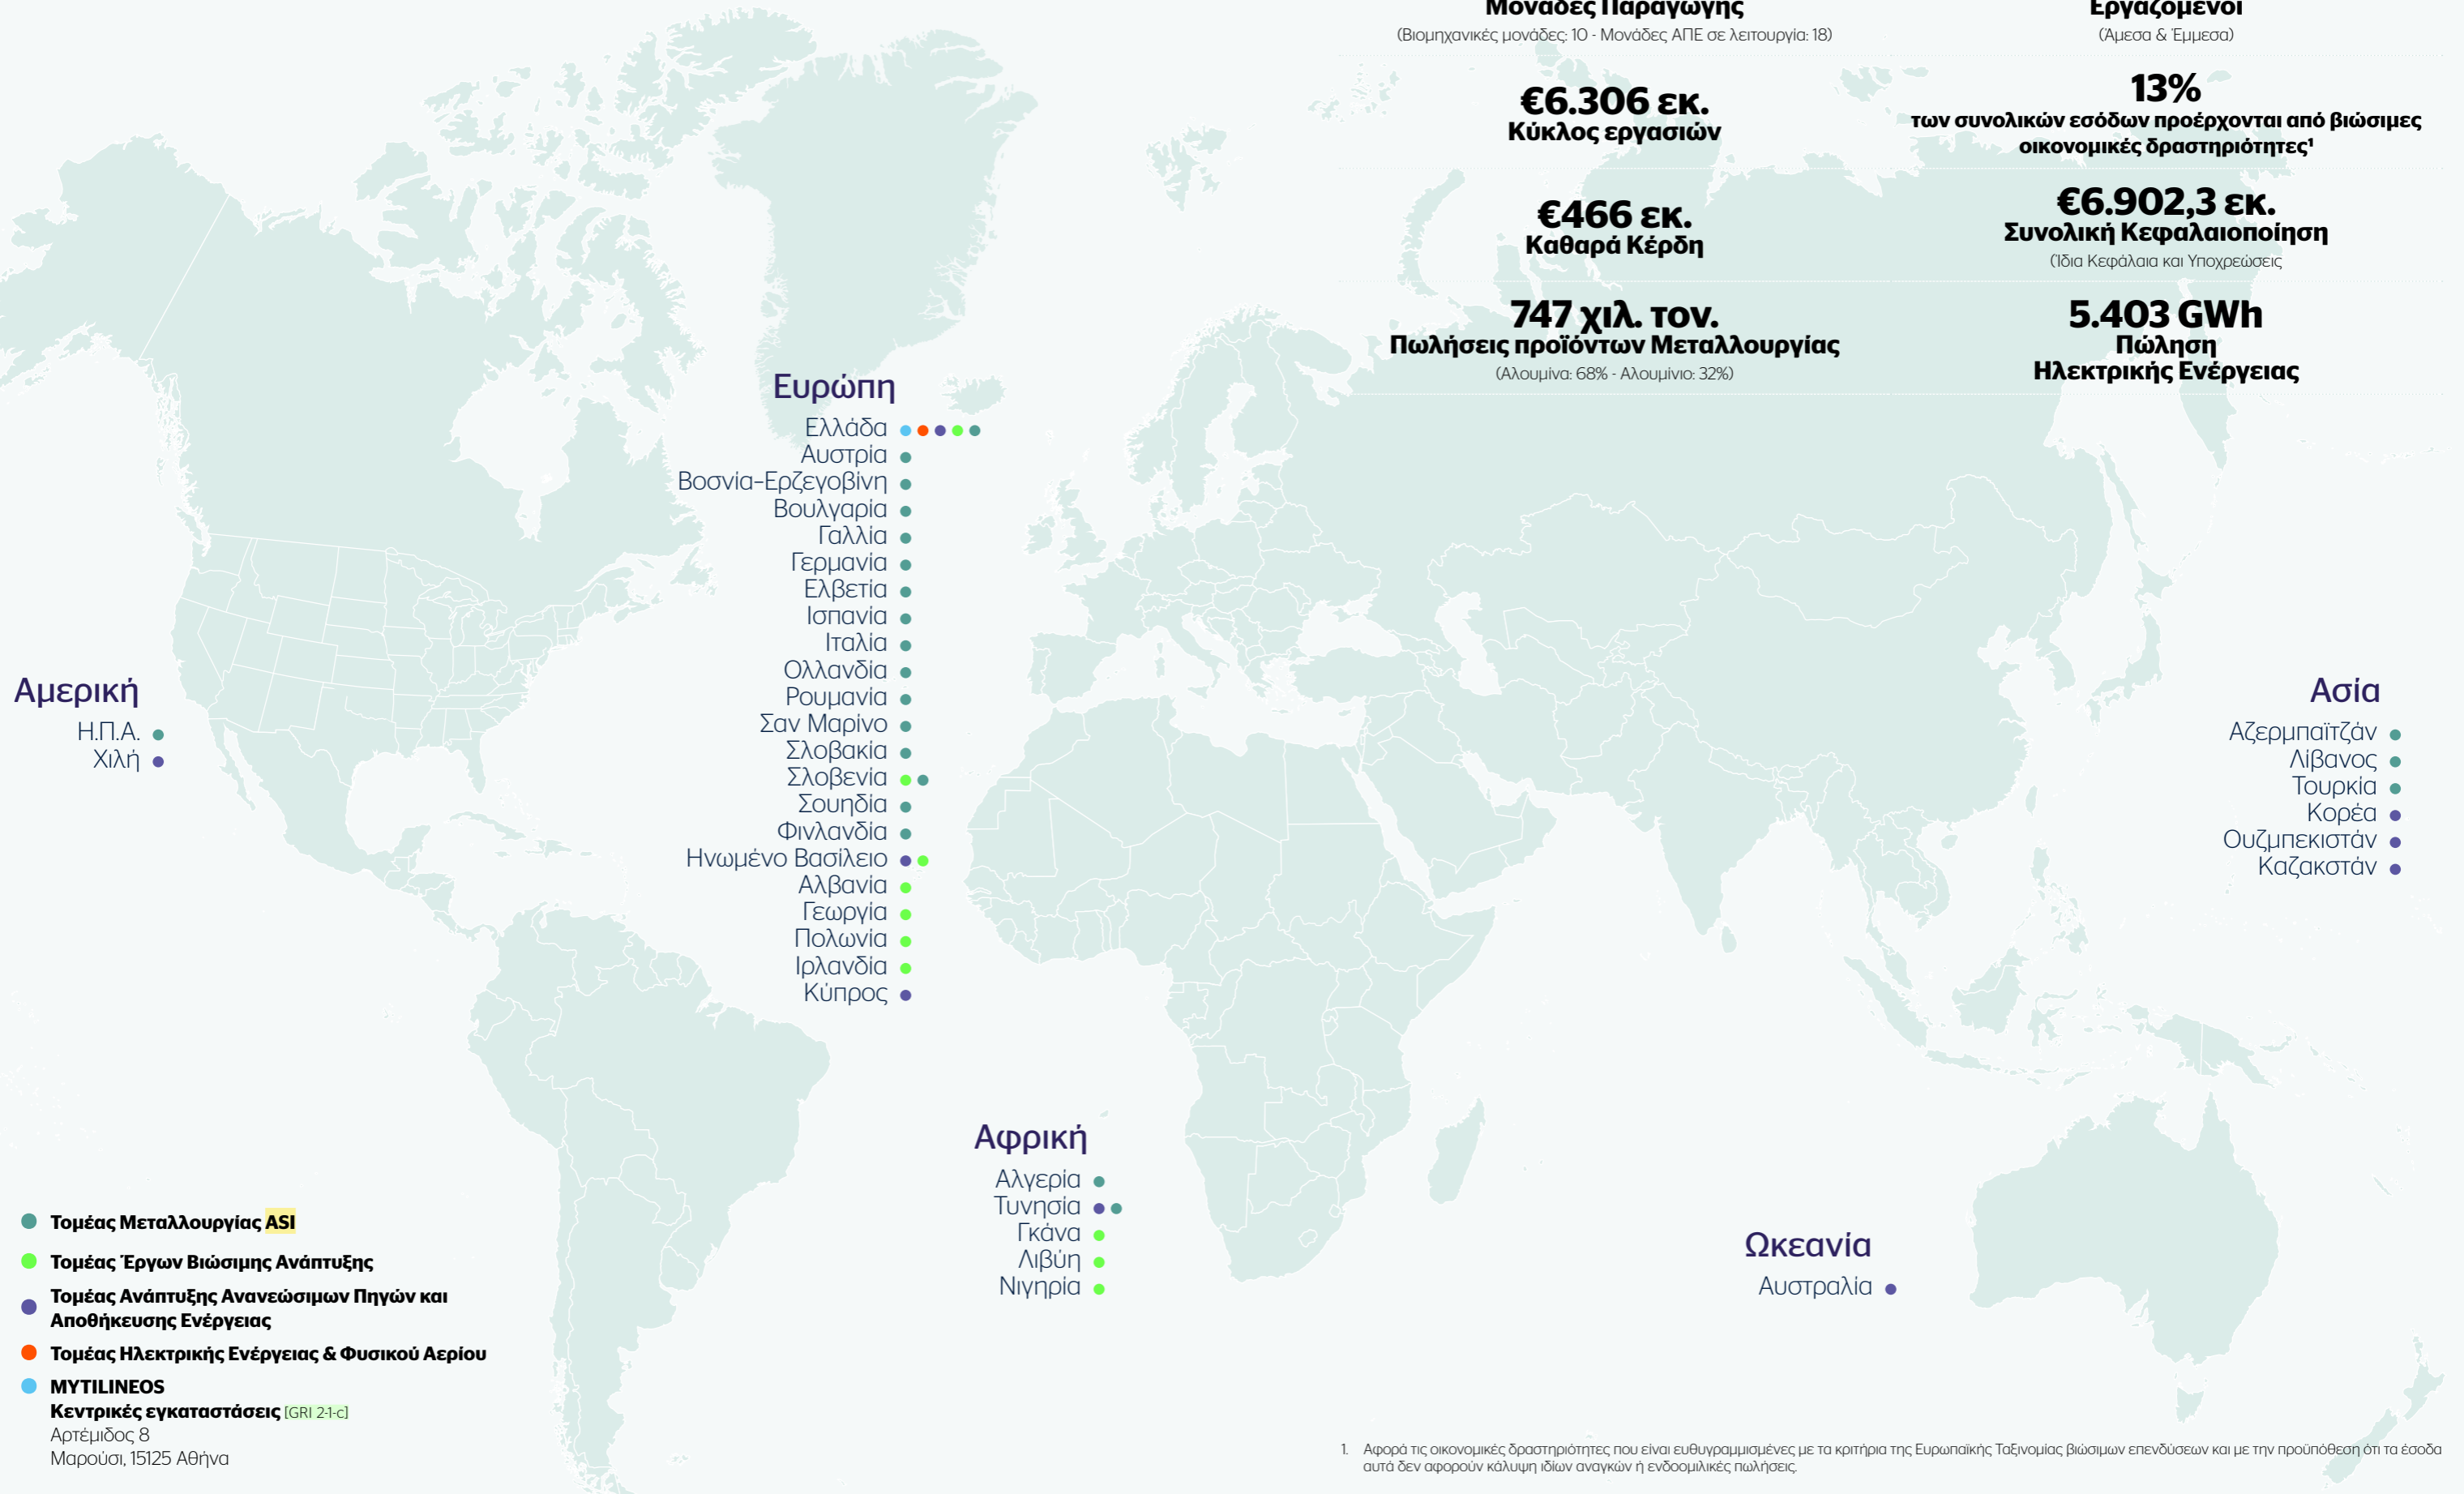 Μονάδες Παραγωγής
(Βιομηχανικές μονάδες: 10 - Μονάδες ΑΠΕ σε λειτουργία: 18)
Εργαζόμενοι
(Άμεσα & Έμμεσα)
€6.306 εκ.
Κύκλος εργασιών
13%
των συνολικών εσόδων προέρχονται από βιώσιμες
οικονομικές δραστηριότητες¹
€466 εκ.
Καθαρά Κέρδη
€6.902,3 εκ.
Συνολική Κεφαλαιοποίηση
(Ίδια Κεφάλαια και Υποχρεώσεις
747 χιλ. τον.
Πωλήσεις προϊόντων Μεταλλουργίας
(Αλουμίνα: 68% - Αλουμίνιο: 32%)
5.403 GWh
Πώληση
Ηλεκτρικής Ενέργειας
Ευρώπη
Ελλάδα
Αυστρία
Βοσνία-Ερζεγοβίνη
Βουλγαρία
Γαλλία
Γερμανία
Ελβετία
Ισπανία
Ιταλία
Ολλανδία
Ρουμανία
Σαν Μαρίνο
Σλοβακία
Σλοβενία
Σουηδία
Φινλανδία
Ηνωμένο Βασίλειο
Αλβανία
Γεωργία
Πολωνία
Ιρλανδία
Κύπρος
Αμερική
Η.Π.Α.
Χιλή
Ασία
Αζερμπαϊτζάν
Λίβανος
Τουρκία
Κορέα
Ουζμπεκιστάν
Καζακστάν
Αφρική
Αλγερία
Τυνησία
Γκάνα
Λιβύη
Νιγηρία
Ωκεανία
Αυστραλία
Τομέας Μεταλλουργίας ASI
Τομέας Έργων Βιώσιμης Ανάπτυξης
Τομέας Ανάπτυξης Ανανεώσιμων Πηγών και
Αποθήκευσης Ενέργειας
Τομέας Ηλεκτρικής Ενέργειας & Φυσικού Αερίου
MYTILINEOS
Κεντρικές εγκαταστάσεις [GRI 2-1-c]
Αρτέμιδος 8
Μαρούσι, 15125 Αθήνα
1. Αφορά τις οικονομικές δραστηριότητες που είναι ευθυγραμμισμένες με τα κριτήρια της Ευρωπαϊκής Ταξινομίας βιώσιμων επενδύσεων και με την προϋπόθεση ότι τα έσοδα
αυτά δεν αφορούν κάλυψη ιδίων αναγκών ή ενδοομιλικές πωλήσεις.